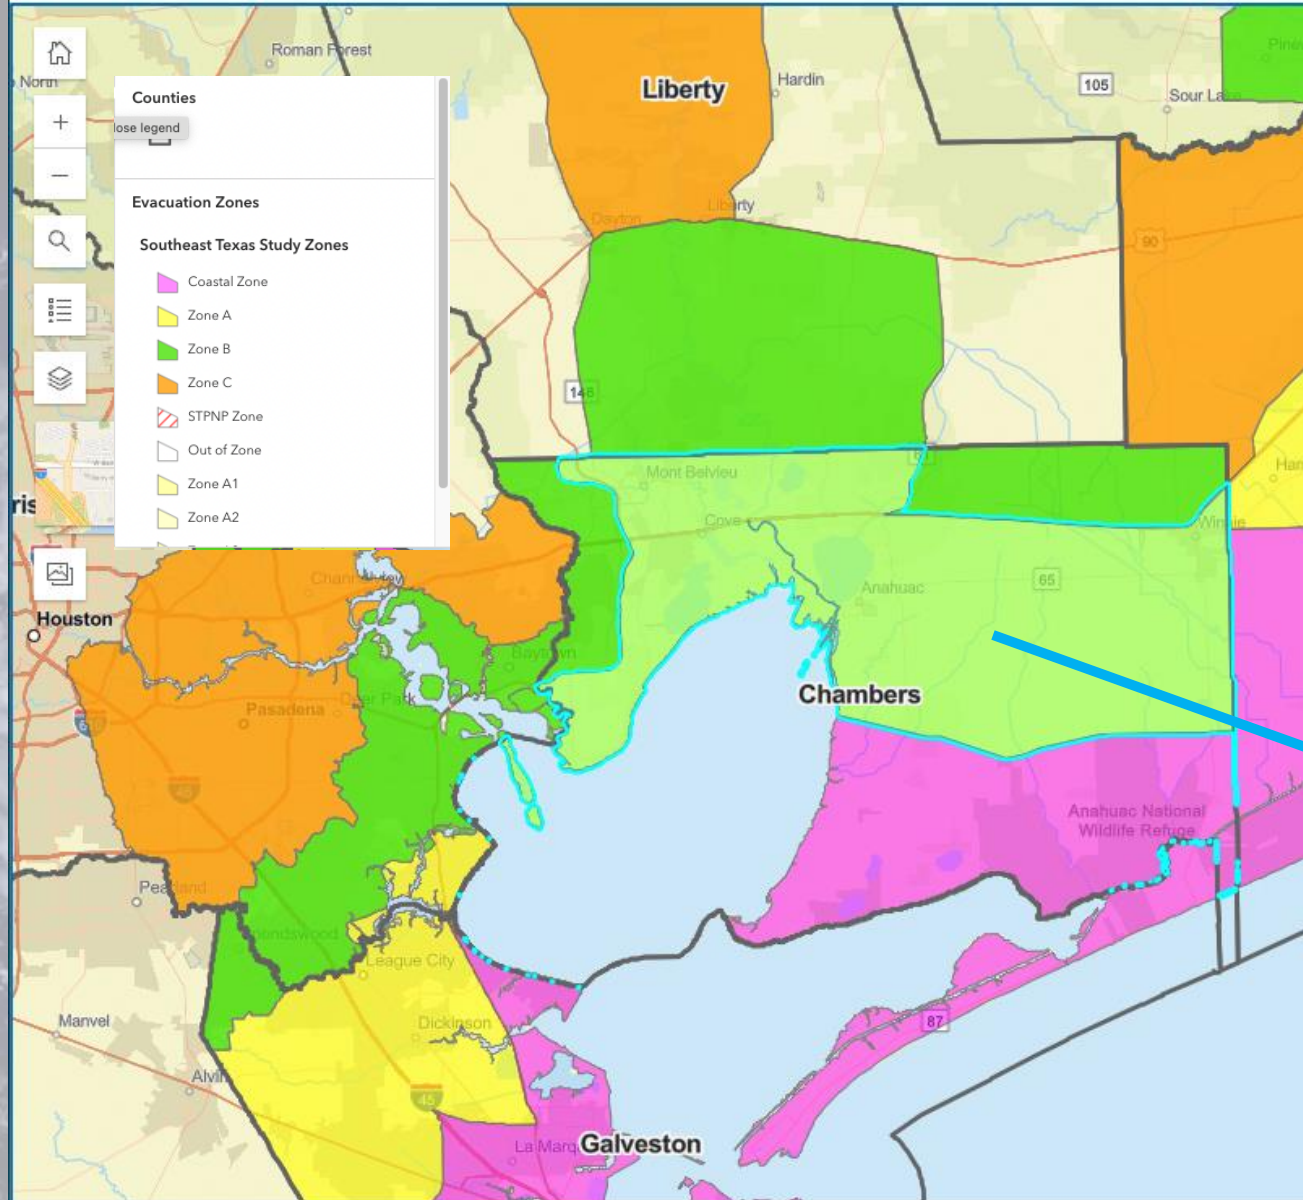 Roman Forest
North
Counties
lose legend
Evacuation Zones
Southeast Texas Study Zones
Coastal Zone
Zone A
Zone B
Zone C
STPNP Zone
Out of Zone
Zone A1
Zone A2
Liberty
Hardin
105
Sour Lake
Dayton
Liberty
90
146
Mont Belvieu
Cove
Winnie
Houston
Baytown
Anahuac
65
Deer Park
Pasadena
Chambers
45
Anahuac National
Wildlife Refuge
Pearland
League City
Manvel
Dickinson
87
Alvin
45
La Marq
Galveston